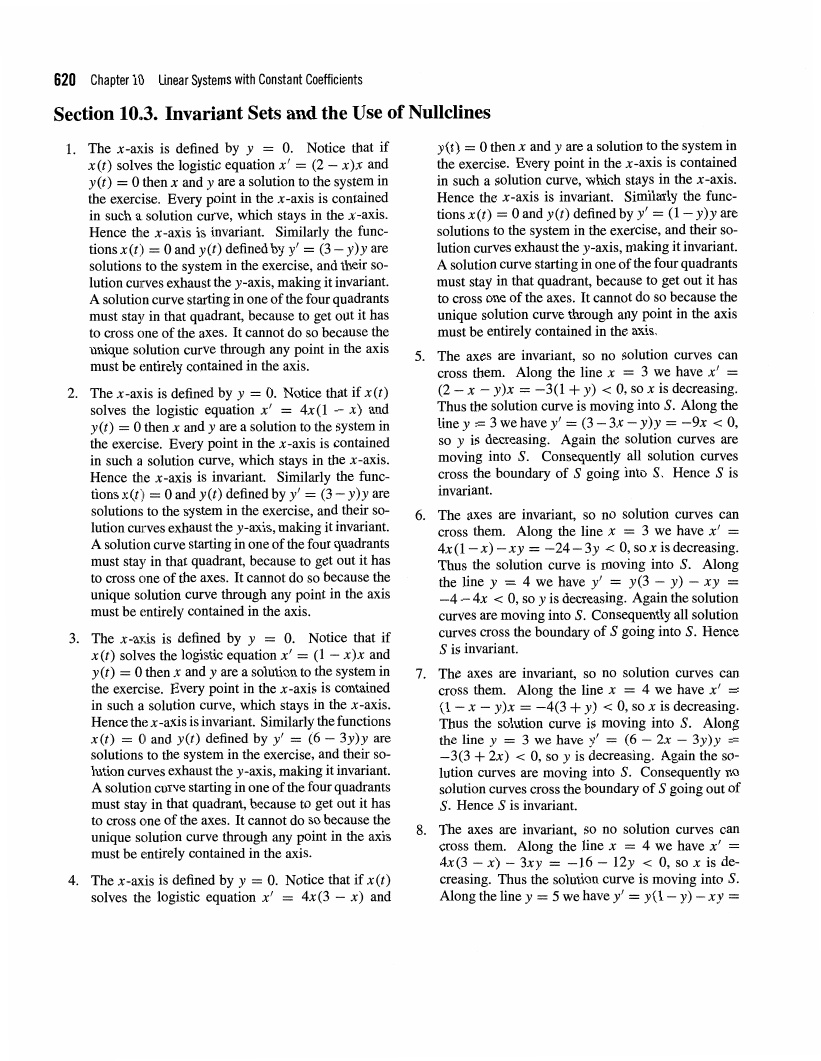 620 Chapter 10 Linear Systems with Constant Coefficients
Section 10.3. Invariant Sets and the Use of Nullclines
1. The x-axis is defined by y = 0. Notice that if
x(t) solves the logistic equation x′ = (2 − x)x and
y(t) = 0 then x and y are a solution to the system in
the exercise. Every point in the x-axis is contained
in such a solution curve, which stays in the x-axis.
Hence the x-axis is invariant. Similarly the func-
tions x(t) = 0 and y(t) defined by y′ = (3 − y)y are
solutions to the system in the exercise, and their so-
lution curves exhaust the y-axis, making it invariant.
A solution curve starting in one of the four quadrants
must stay in that quadrant, because to get out it has
to cross one of the axes. It cannot do so because the
unique solution curve through any point in the axis
must be entirely contained in the axis.
2. The x-axis is defined by y = 0. Notice that if x(t)
solves the logistic equation x′ = 4x(1 − x) and
y(t) = 0 then x and y are a solution to the system in
the exercise. Every point in the x-axis is contained
in such a solution curve, which stays in the x-axis.
Hence the x-axis is invariant. Similarly the func-
tions x(t) = 0 and y(t) defined by y′ = (3 − y)y are
solutions to the system in the exercise, and their so-
lution curves exhaust the y-axis, making it invariant.
A solution curve starting in one of the four quadrants
must stay in that quadrant, because to get out it has
to cross one of the axes. It cannot do so because the
unique solution curve through any point in the axis
must be entirely contained in the axis.
3. The x-axis is defined by y = 0. Notice that if
x(t) solves the logistic equation x′ = (1 − x)x and
y(t) = 0 then x and y are a solution to the system in
the exercise. Every point in the x-axis is contained
in such a solution curve, which stays in the x-axis.
Hence the x-axis is invariant. Similarly the functions
x(t) = 0 and y(t) defined by y′ = (6 − 3y)y are
solutions to the system in the exercise, and their so-
lution curves exhaust the y-axis, making it invariant.
A solution curve starting in one of the four quadrants
must stay in that quadrant, because to get out it has
to cross one of the axes. It cannot do so because the
unique solution curve through any point in the axis
must be entirely contained in the axis.
4. The x-axis is defined by y = 0. Notice that if x(t)
solves the logistic equation x′ = 4x(3 − x) and
y(t) = 0 then x and y are a solution to the system in
the exercise. Every point in the x-axis is contained
in such a solution curve, which stays in the x-axis.
Hence the x-axis is invariant. Similarly the func-
tions x(t) = 0 and y(t) defined by y′ = (1 − y)y are
solutions to the system in the exercise, and their so-
lution curves exhaust the y-axis, making it invariant.
A solution curve starting in one of the four quadrants
must stay in that quadrant, because to get out it has
to cross one of the axes. It cannot do so because the
unique solution curve through any point in the axis
must be entirely contained in the axis.
5. The axes are invariant, so no solution curves can
cross them. Along the line x = 3 we have x′ =
(2 − x − y)x = −3(1 + y) < 0, so x is decreasing.
Thus the solution curve is moving into S. Along the
line y = 3 we have y′ = (3 − 3x − y)y = −9x < 0,
so y is decreasing. Again the solution curves are
moving into S. Consequently all solution curves
cross the boundary of S going into S. Hence S is
invariant.
6. The axes are invariant, so no solution curves can
cross them. Along the line x = 3 we have x′ =
4x(1 − x) − xy = −24 − 3y < 0, so x is decreasing.
Thus the solution curve is moving into S. Along
the line y = 4 we have y′ = y(3 − y) − xy =
−4 − 4x < 0, so y is decreasing. Again the solution
curves are moving into S. Consequently all solution
curves cross the boundary of S going into S. Hence
S is invariant.
7. The axes are invariant, so no solution curves can
cross them. Along the line x = 4 we have x′ =
(1 − x − y)x = −4(3 + y) < 0, so x is decreasing.
Thus the solution curve is moving into S. Along
the line y = 3 we have y′ = (6 − 2x − 3y)y =
−3(3 + 2x) < 0, so y is decreasing. Again the so-
lution curves are moving into S. Consequently no
solution curves cross the boundary of S going out of
S. Hence S is invariant.
8. The axes are invariant, so no solution curves can
cross them. Along the line x = 4 we have x′ =
4x(3 − x) − 3xy = −16 − 12y < 0, so x is de-
creasing. Thus the solution curve is moving into S.
Along the line y = 5 we have y′ = y(1 − y) − xy =